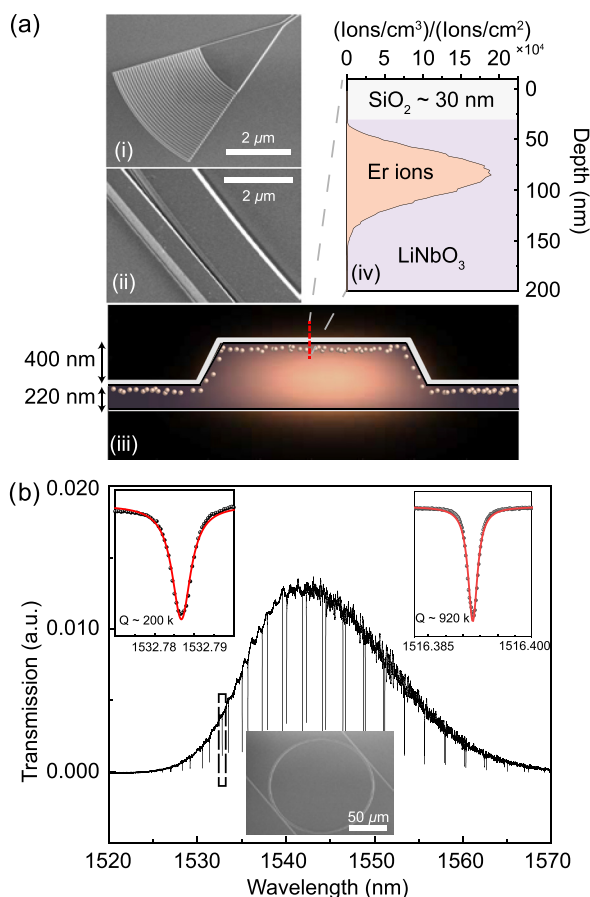 (a)
(Ions/cm³)/(Ions/cm²)
×10⁴
0 5 10 15 20
(i)
2 µm
(ii)
2 µm
SiO₂ ~ 30 nm
Er ions
LiNbO₃
(iv)
0
50
100
150
200
Depth (nm)
400 nm
220 nm
(iii)
(b)
0.020
0.010
0.000
Transmission (a.u.)
Q ~ 200 k
1532.78 1532.79
Q ~ 920 k
1516.385 1516.400
50 µm
1520 1530 1540 1550 1560 1570
Wavelength (nm)